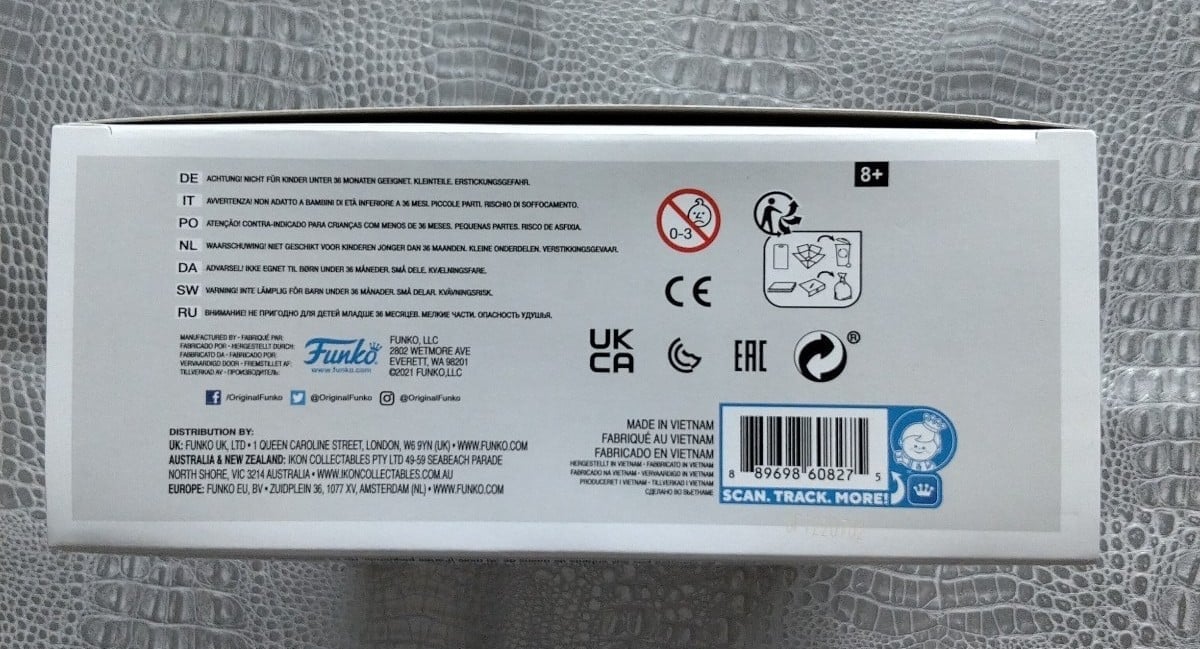 DE ACHTUNG! NICHT FÜR KINDER UNTER 36 MONATEN GEEIGNET. KLEINTEILE. ERSTICKUNGSGEFAHR.
IT AVVERTENZA! NON ADATTO A BAMBINI DI ETÀ INFERIORE A 36 MESI. PICCOLE PARTI. RISCHIO DI SOFFOCAMENTO.
PO ATENÇÃO! CONTRA-INDICADO PARA CRIANÇAS COM MENOS DE 36 MESES. PEQUENAS PARTES. RISCO DE ASFIXIA.
NL WAARSCHUWING! NIET GESCHIKT VOOR KINDEREN JONGER DAN 36 MAANDEN. KLEINE ONDERDELEN. VERSTIKKINGSGEVAAR.
DA ADVARSEL! IKKE EGNET TIL BØRN UNDER 36 MÅNEDER. SMÅ DELE. KVÆLNINGSFARE.
SW VARNING! INTE LÄMPLIG FÖR BARN UNDER 36 MÅNADER. SMÅ DELAR. KVÄVNINGSRISK.
RU ВНИМАНИЕ! НЕ ПРИГОДНО ДЛЯ ДЕТЕЙ МЛАДШЕ 36 МЕСЯЦЕВ. МЕЛКИЕ ЧАСТИ. ОПАСНОСТЬ УДУШЬЯ.
8+
0-3
CE
UK
CA
EAC
®
MANUFACTURED BY • FABRIQUÉ PAR:
FABRICADO POR • HERGESTELLT DURCH:
FABBRICATO DA • FABRICADO POR:
VERVAARDIGD DOOR • FREMSTILLET AF:
TILLVERKAD AV • ПРОИЗВОДИТЕЛЬ:
Funko
www.funko.com
FUNKO, LLC
2802 WETMORE AVE
EVERETT, WA 98201
©2021 FUNKO,LLC
/OriginalFunko @OriginalFunko @OriginalFunko
DISTRIBUTION BY:
UK: FUNKO UK, LTD • 1 QUEEN CAROLINE STREET, LONDON, W6 9YN (UK) • WWW.FUNKO.COM
AUSTRALIA & NEW ZEALAND: IKON COLLECTABLES PTY LTD 49-59 SEABEACH PARADE
NORTH SHORE, VIC 3214 AUSTRALIA • WWW.IKONCOLLECTABLES.COM.AU
EUROPE: FUNKO EU, BV • ZUIDPLEIN 36, 1077 XV, AMSTERDAM (NL) • WWW.FUNKO.COM
MADE IN VIETNAM
FABRIQUÉ AU VIETNAM
FABRICADO EN VIETNAM
HERGESTELLT IN VIETNAM • FABBRICATO IN VIETNAM
FABRICADO NA VIETNAM • VERVAARDIGD IN VIETNAM
PRODUCERET I VIETNAM • TILLVERKAD I VIETNAM
СДЕЛАНО ВО ВЬЕТНАМЕ
8 89698 60827 5
SCAN. TRACK. MORE!